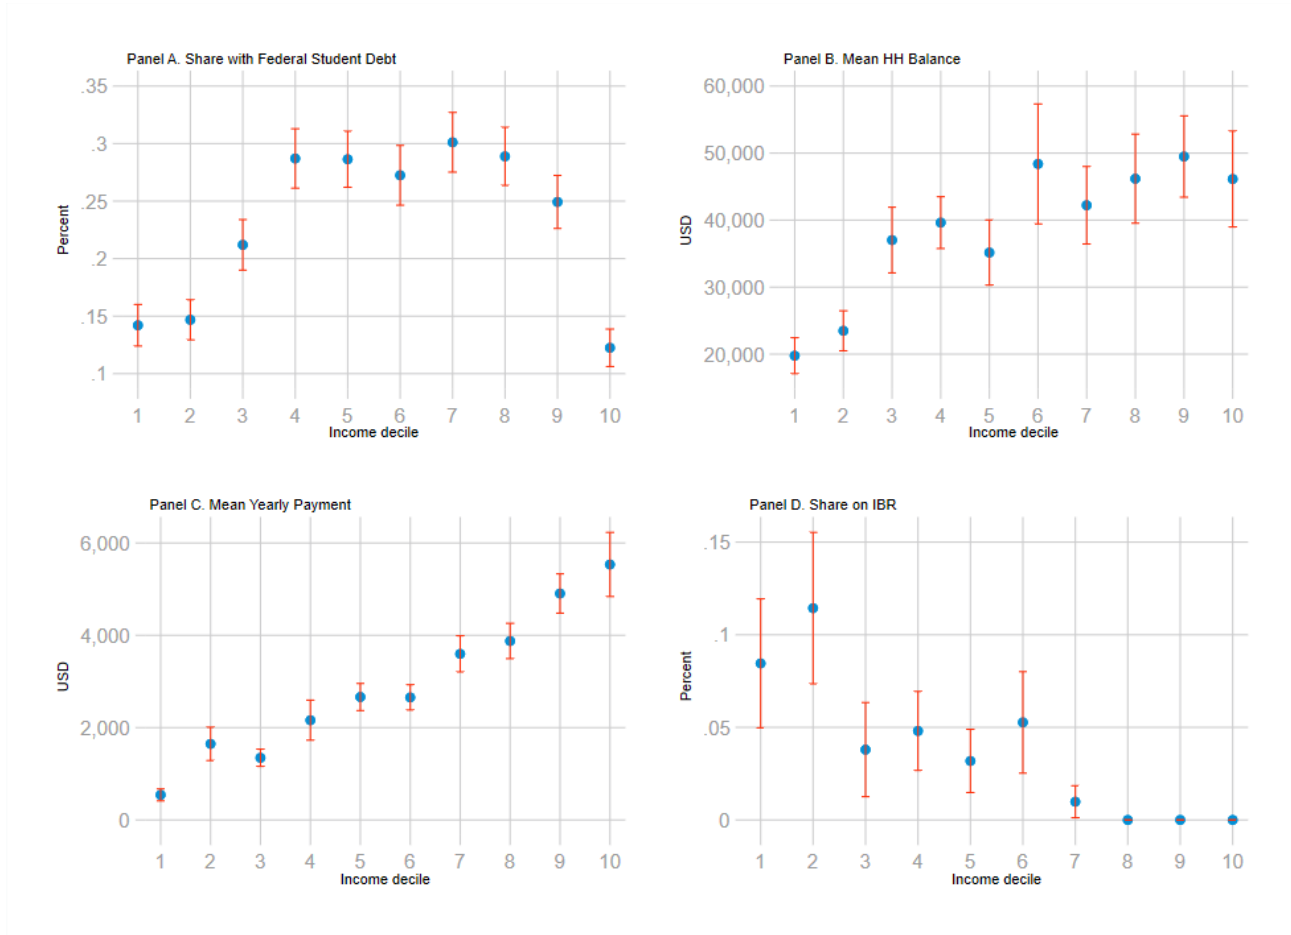 Panel A. Share with Federal Student Debt
.35
.3
.25
.2
.15
.1
Percent
1 2 3 4 5 6 7 8 9 10
Income decile
Panel B. Mean HH Balance
60,000
50,000
40,000
30,000
20,000
USD
1 2 3 4 5 6 7 8 9 10
Income decile
Panel C. Mean Yearly Payment
6,000
4,000
2,000
0
USD
1 2 3 4 5 6 7 8 9 10
Income decile
Panel D. Share on IBR
.15
.1
.05
0
Percent
1 2 3 4 5 6 7 8 9 10
Income decile